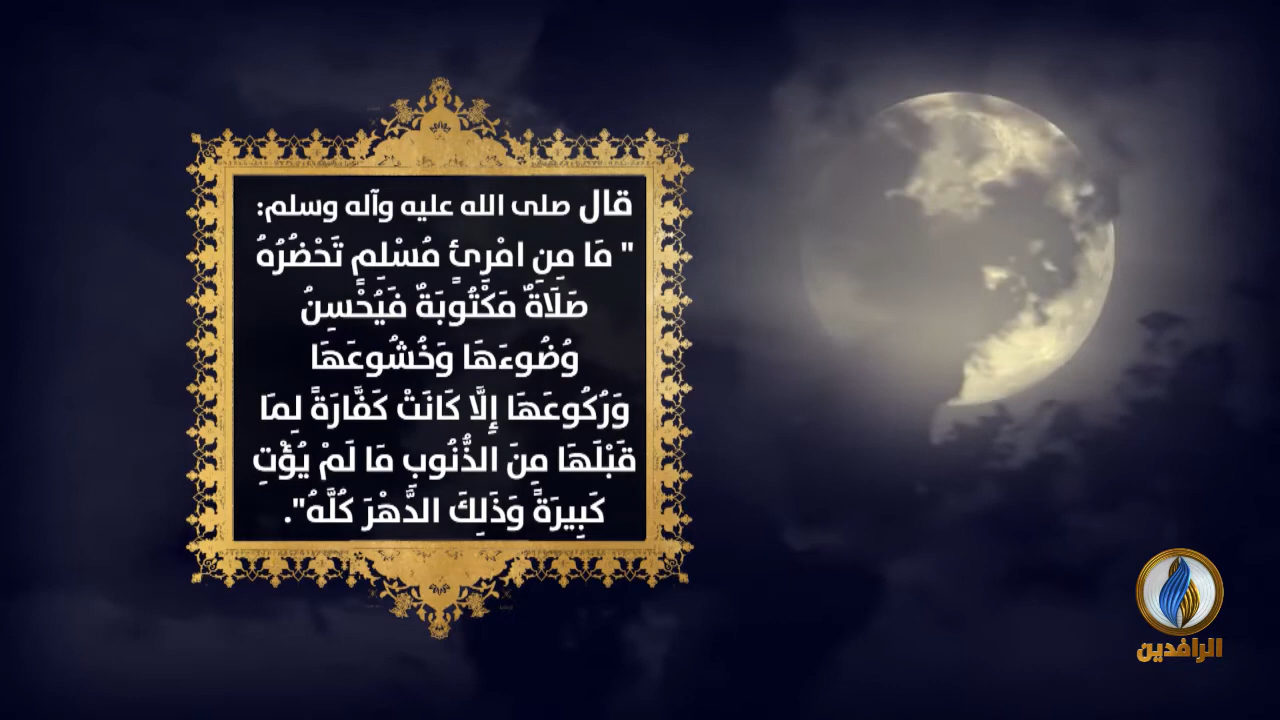 قال صلى الله عليه وآله وسلم:
" مَا مِنِ امْرِئٍ مُسْلِمٍ تَحْضُرُهُ
صَلَاةٌ مَكْتُوبَةٌ فَيُحْسِنُ
وُضُوءَهَا وَخُشُوعَهَا
وَرُكُوعَهَا إِلَّا كَانَتْ كَفَّارَةً لِمَا
قَبْلَهَا مِنَ الذُّنُوبِ مَا لَمْ يُؤْتِ
كَبِيرَةً وَذَلِكَ الدَّهْرَ كُلَّهُ".
الرافدين